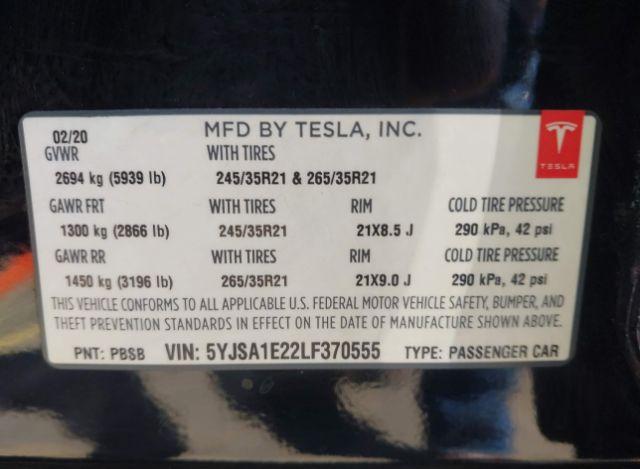 02/20 MFD BY TESLA, INC.
GVWR WITH TIRES
TESLA
2694 kg (5939 lb) 245/35R21 & 265/35R21
GAWR FRT WITH TIRES RIM COLD TIRE PRESSURE
1300 kg (2866 lb) 245/35R21 21X8.5 J 290 kPa, 42 psi
GAWR RR WITH TIRES COLD TIRE PRESSURE
1450 kg (3196 lb) 265/35R21 21X9.0 J 290 kPa, 42 psi
THIS VEHICLE CONFORMS TO ALL APPLICABLE U.S. FEDERAL MOTOR VEHICLE SAFETY, BUMPER, AND
THEFT PREVENTION STANDARDS IN EFFECT ON THE DATE OF MANUFACTURE SHOWN ABOVE.
PNT: PBSB VIN: 5YJSA1E22LF370555 TYPE: PASSENGER CAR